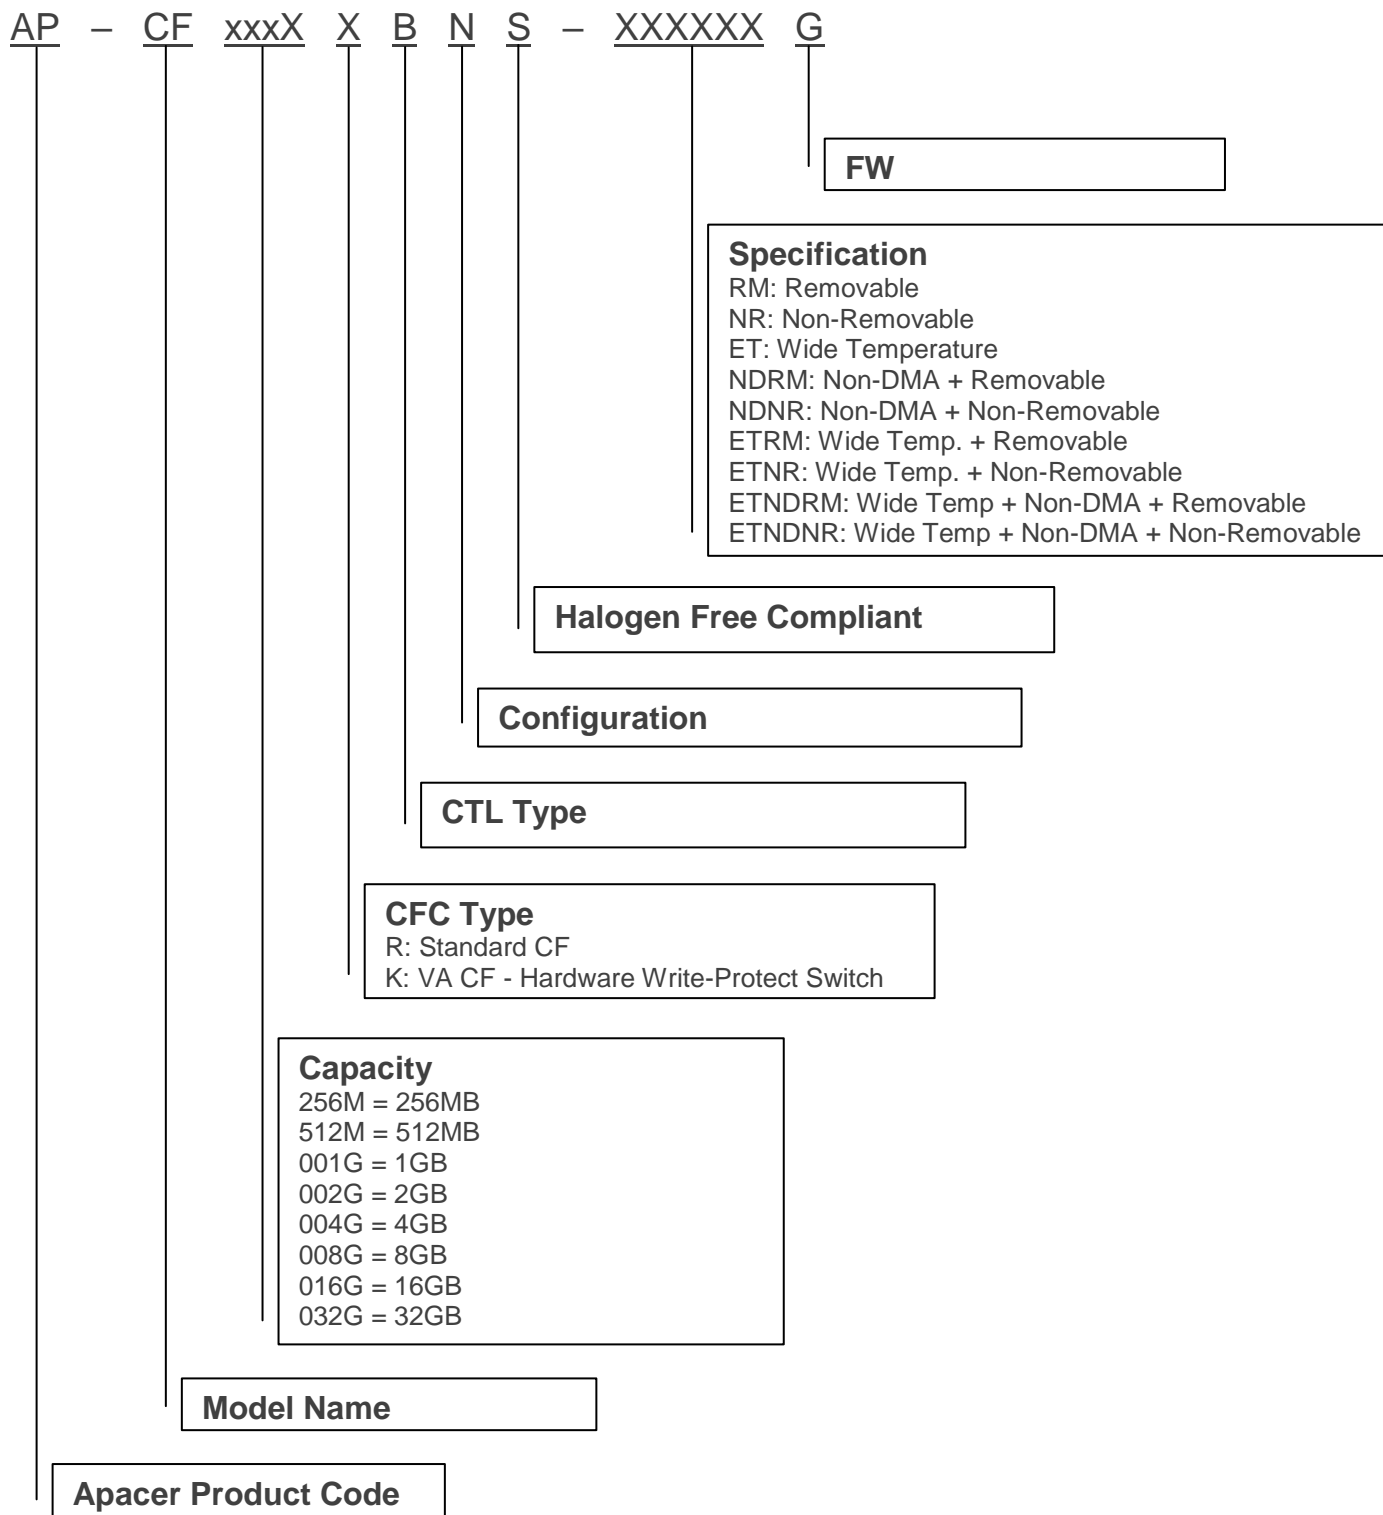 AP – CF xxxX X B N S – XXXXXX G
FW
Specification
RM: Removable
NR: Non-Removable
ET: Wide Temperature
NDRM: Non-DMA + Removable
NDNR: Non-DMA + Non-Removable
ETRM: Wide Temp. + Removable
ETNR: Wide Temp. + Non-Removable
ETNDRM: Wide Temp + Non-DMA + Removable
ETNDNR: Wide Temp + Non-DMA + Non-Removable
Halogen Free Compliant
Configuration
CTL Type
CFC Type
R: Standard CF
K: VA CF - Hardware Write-Protect Switch
Capacity
256M = 256MB
512M = 512MB
001G = 1GB
002G = 2GB
004G = 4GB
008G = 8GB
016G = 16GB
032G = 32GB
Model Name
Apacer Product Code